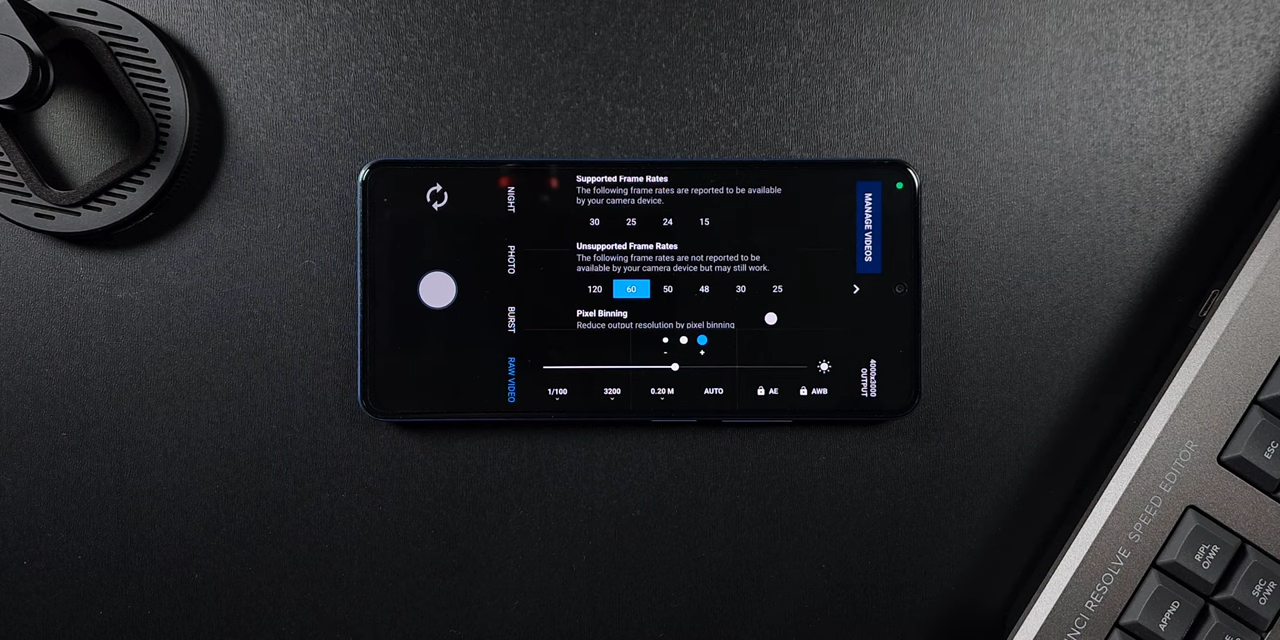 Supported Frame Rates
The following frame rates are reported to be available
by your camera device.
30 25 24 15
Unsupported Frame Rates
The following frame rates are not reported to be
available by your camera device but may still work.
120 60 50 48 30 25
Pixel Binning
Reduce output resolution by pixel binning
- +
1/100 3200 0.20 M AUTO AE AWB
NIGHT
PHOTO
BURST
RAW VIDEO
MANAGE VIDEOS
4000x3000
OUTPUT
NCI RESOLVE SPEED EDITOR
ESC
RIPL
O/WR
SRC
O/WR
APPND